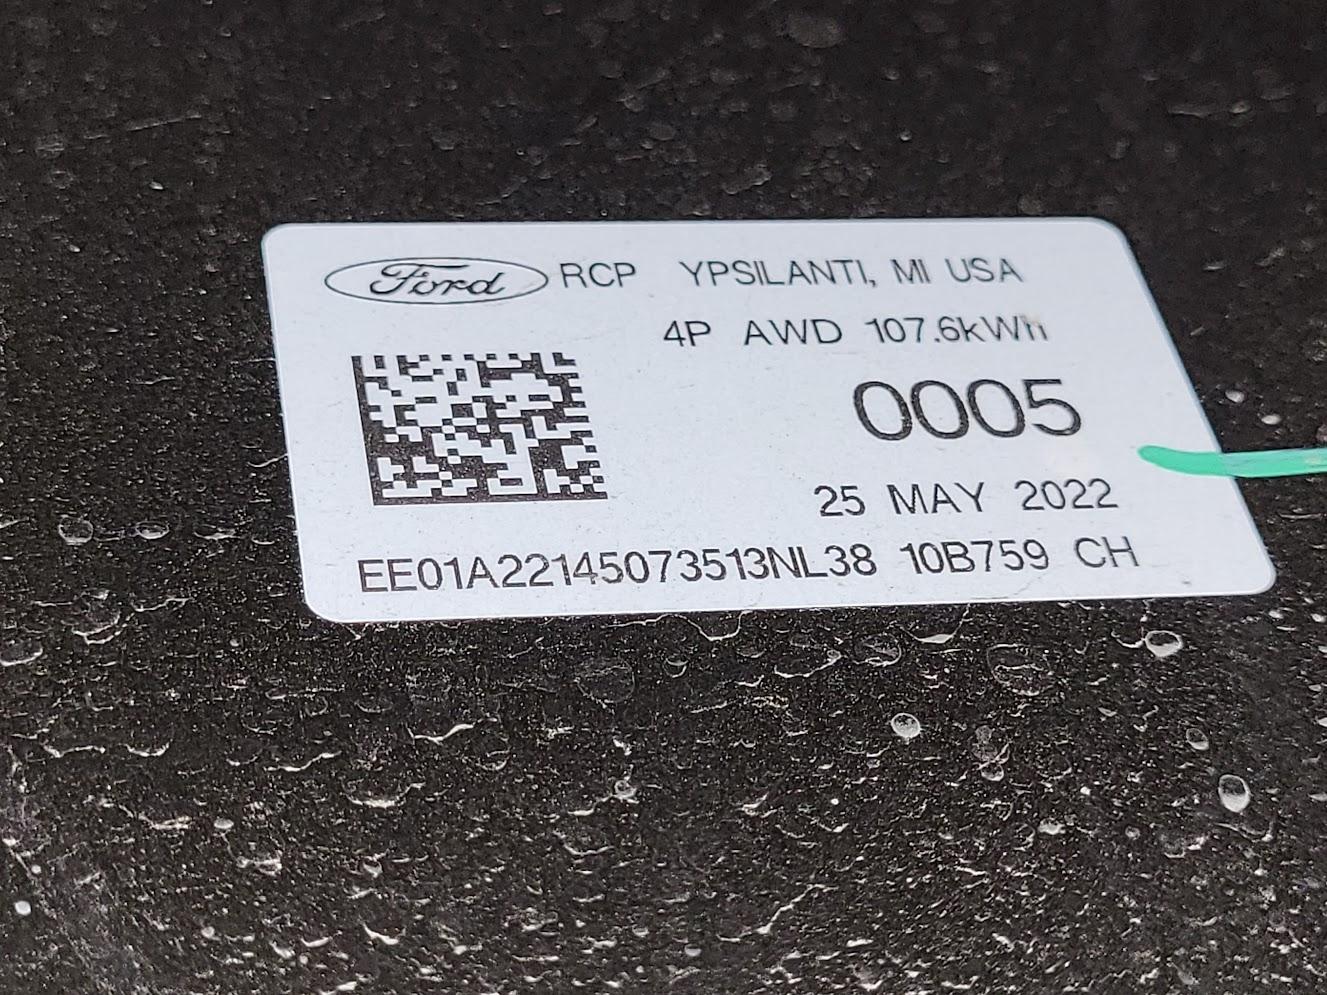 Ford RCP YPSILANTI, MI USA
4P AWD 107.6kWh
0005
25 MAY 2022
EE01A22145073513NL38 10B759 CH